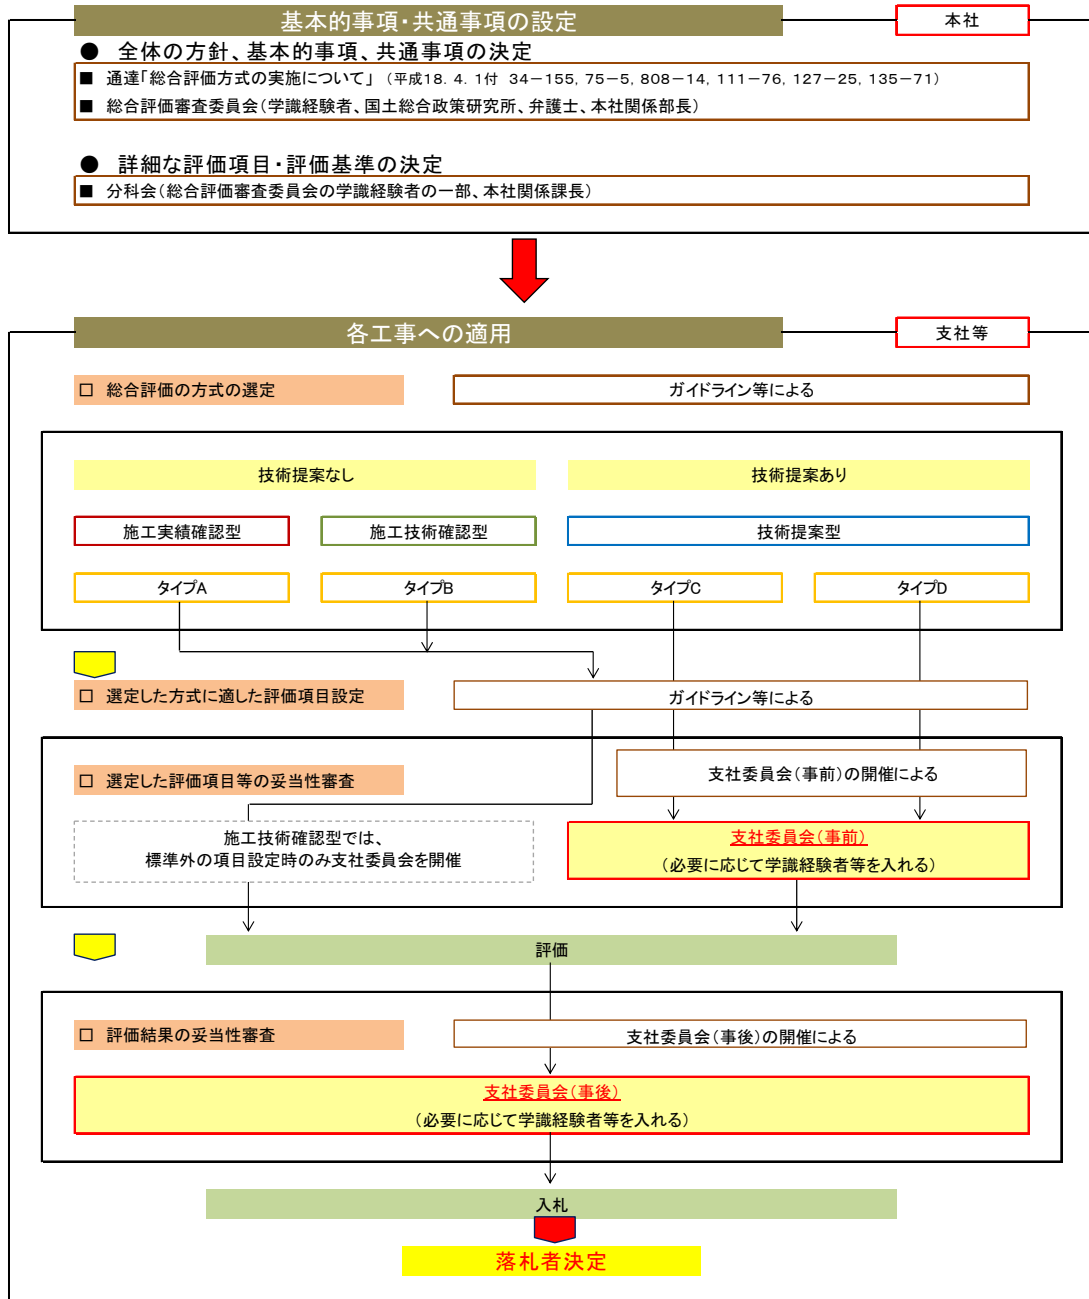 基本的事項・共通事項の設定
本社
● 全体の方針、基本的事項、共通事項の決定
■ 通達「総合評価方式の実施について」 （平成18. 4. 1付 34－155, 75－5, 808－14, 111－76, 127－25, 135－71）
■ 総合評価審査委員会（学識経験者、国土総合政策研究所、弁護士、本社関係部長）
● 詳細な評価項目・評価基準の決定
■ 分科会（総合評価審査委員会の学識経験者の一部、本社関係課長）
各工事への適用
支社等
□ 総合評価の方式の選定
ガイドライン等による
技術提案なし
技術提案あり
施工実績確認型
施工技術確認型
技術提案型
タイプA
タイプB
タイプC
タイプD
□ 選定した方式に適した評価項目設定
ガイドライン等による
□ 選定した評価項目等の妥当性審査
支社委員会（事前）の開催による
施工技術確認型では、
標準外の項目設定時のみ支社委員会を開催
支社委員会（事前）
（必要に応じて学識経験者等を入れる）
評価
□ 評価結果の妥当性審査
支社委員会（事後）の開催による
支社委員会（事後）
（必要に応じて学識経験者等を入れる）
入札
落札者決定